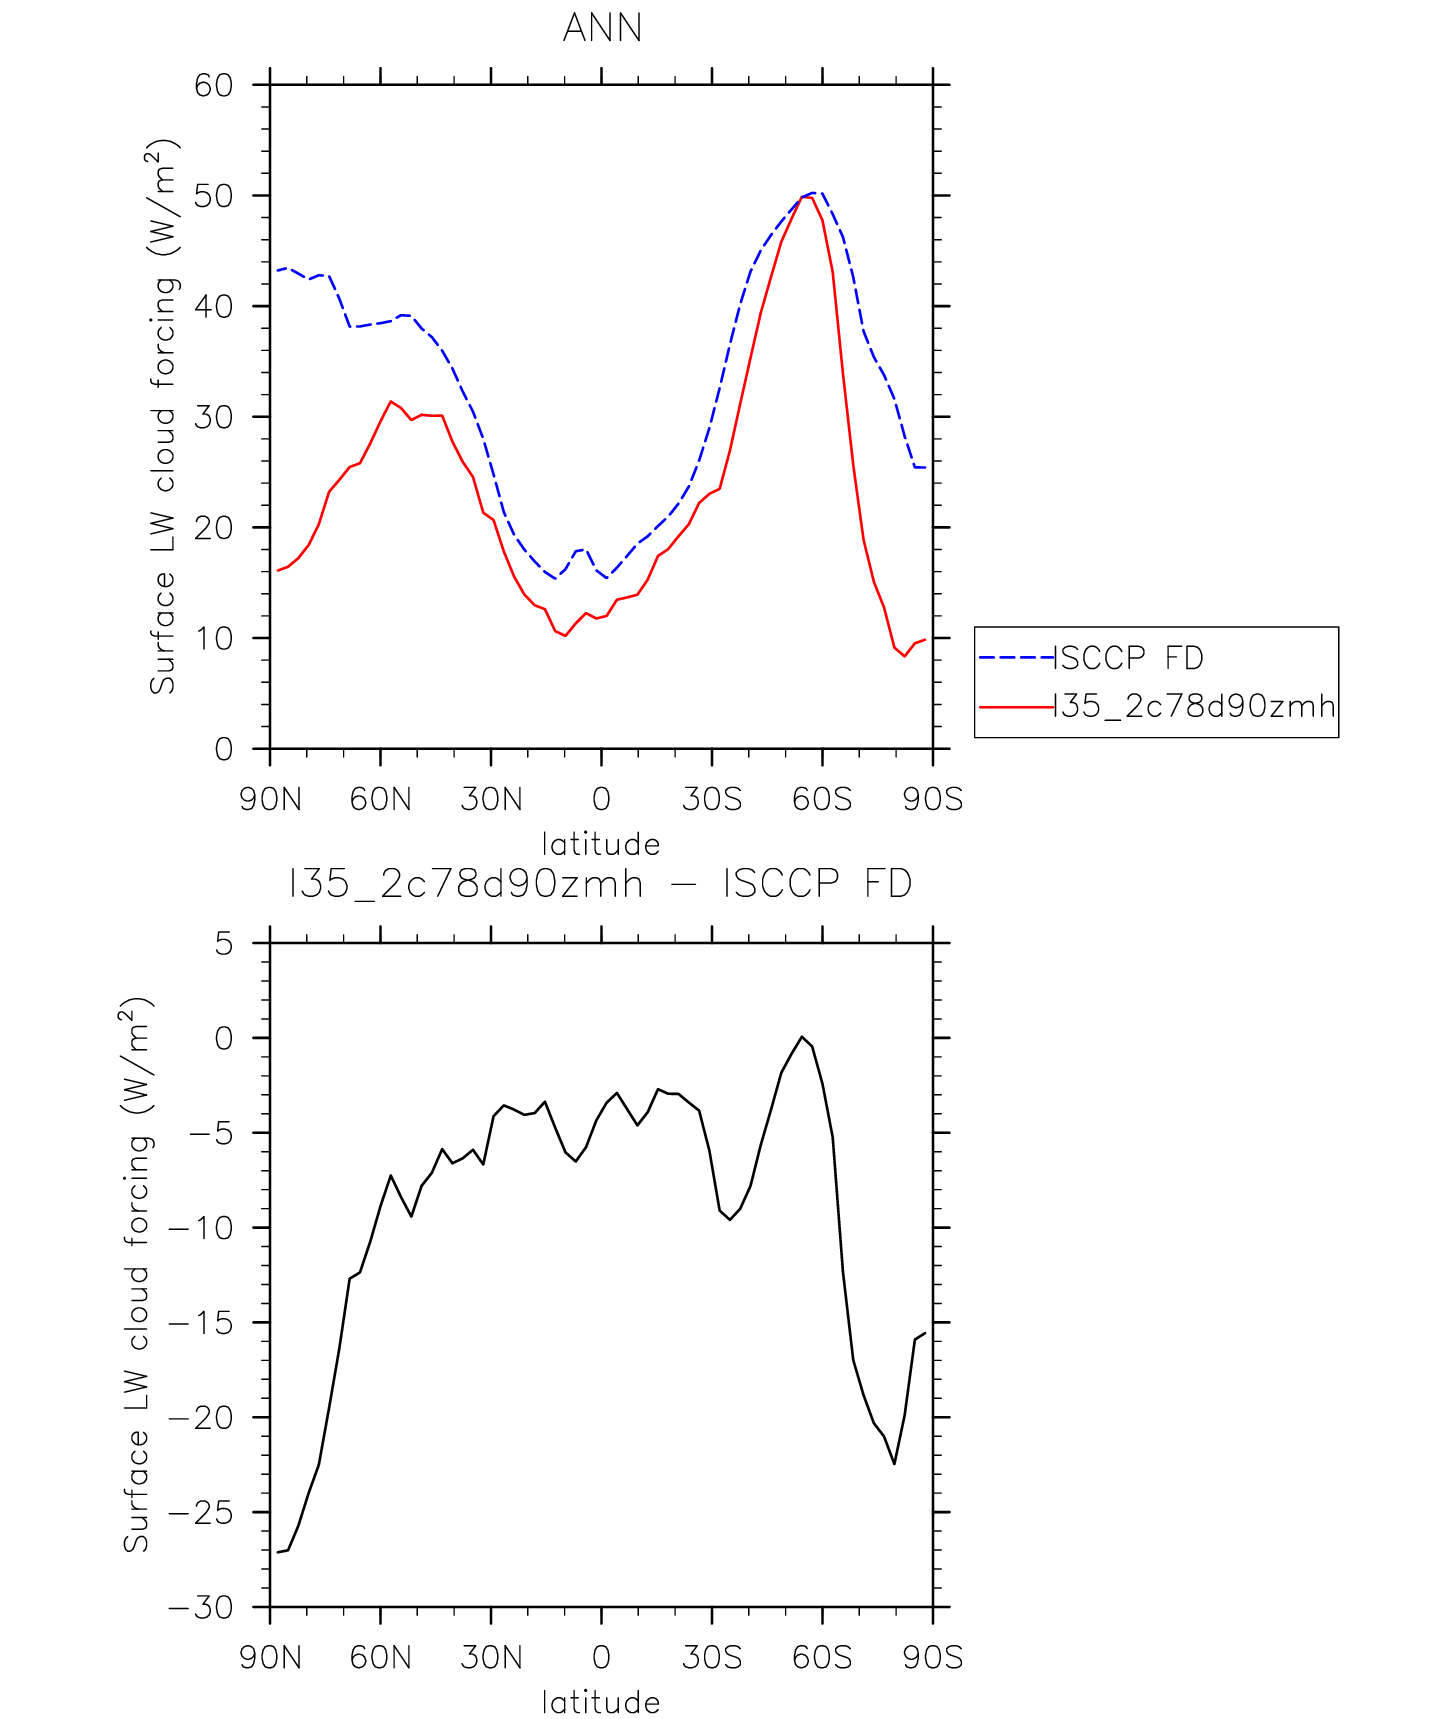 ANN
60
50
40
30
20
10
0
Surface LW cloud forcing (W/m²)
90N 60N 30N 0 30S 60S 90S
latitude
ISCCP FD
I35_2c78d90zmh
I35_2c78d90zmh − ISCCP FD
5
0
−5
−10
−15
−20
−25
−30
Surface LW cloud forcing (W/m²)
90N 60N 30N 0 30S 60S 90S
latitude